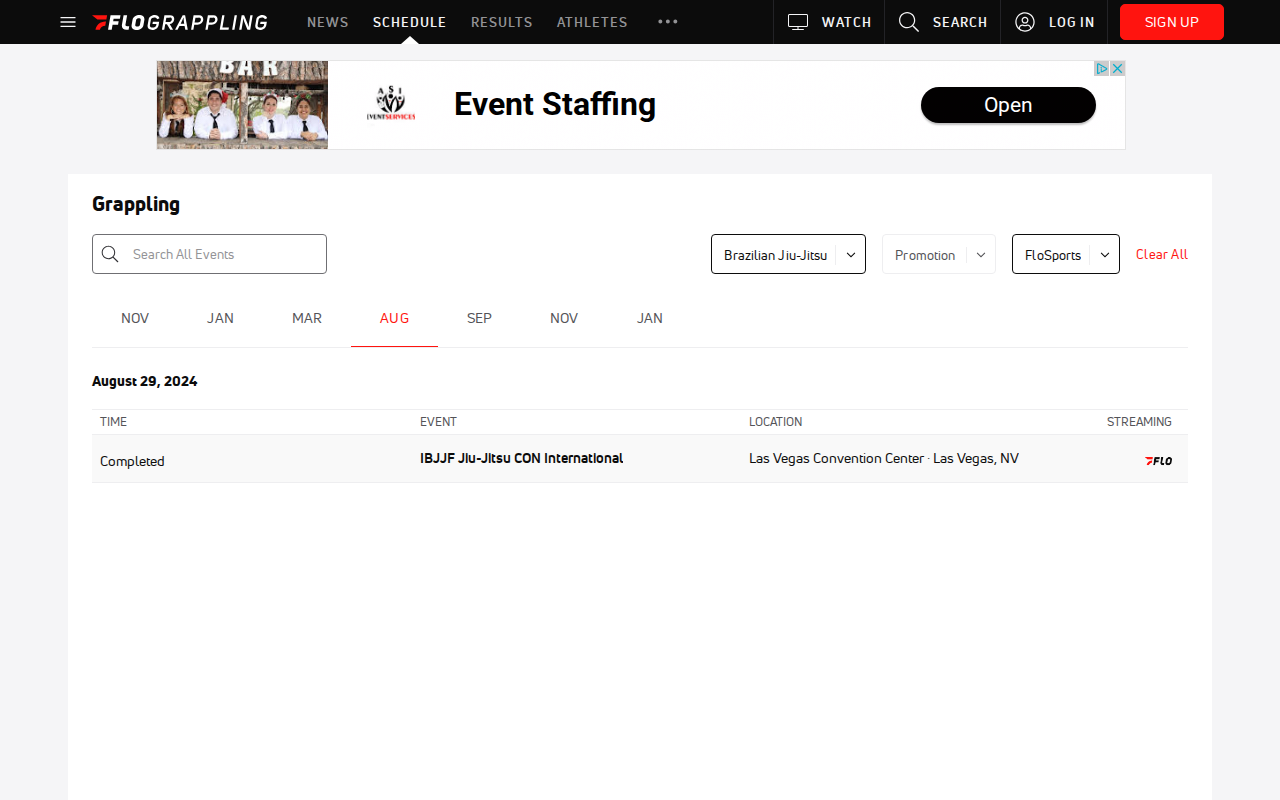 FLOGRAPPLING
NEWS
SCHEDULE
RESULTS
ATHLETES
WATCH
SEARCH
LOG IN
SIGN UP
BAR
ASI
EVENTSERVICES
Event Staffing
Open
Grappling
Search All Events
Brazilian Jiu-Jitsu
Promotion
FloSports
Clear All
NOV
JAN
MAR
AUG
SEP
NOV
JAN
August 29, 2024
TIME
EVENT
LOCATION
STREAMING
Completed
IBJJF Jiu-Jitsu CON International
Las Vegas Convention Center · Las Vegas, NV
FLO